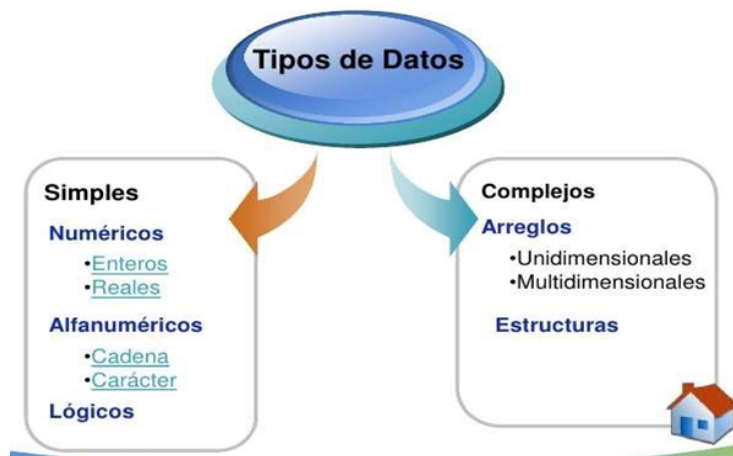 Tipos de Datos
Simples
Numéricos
•Enteros
•Reales
Alfanuméricos
•Cadena
•Carácter
Lógicos
Complejos
Arreglos
•Unidimensionales
•Multidimensionales
Estructuras